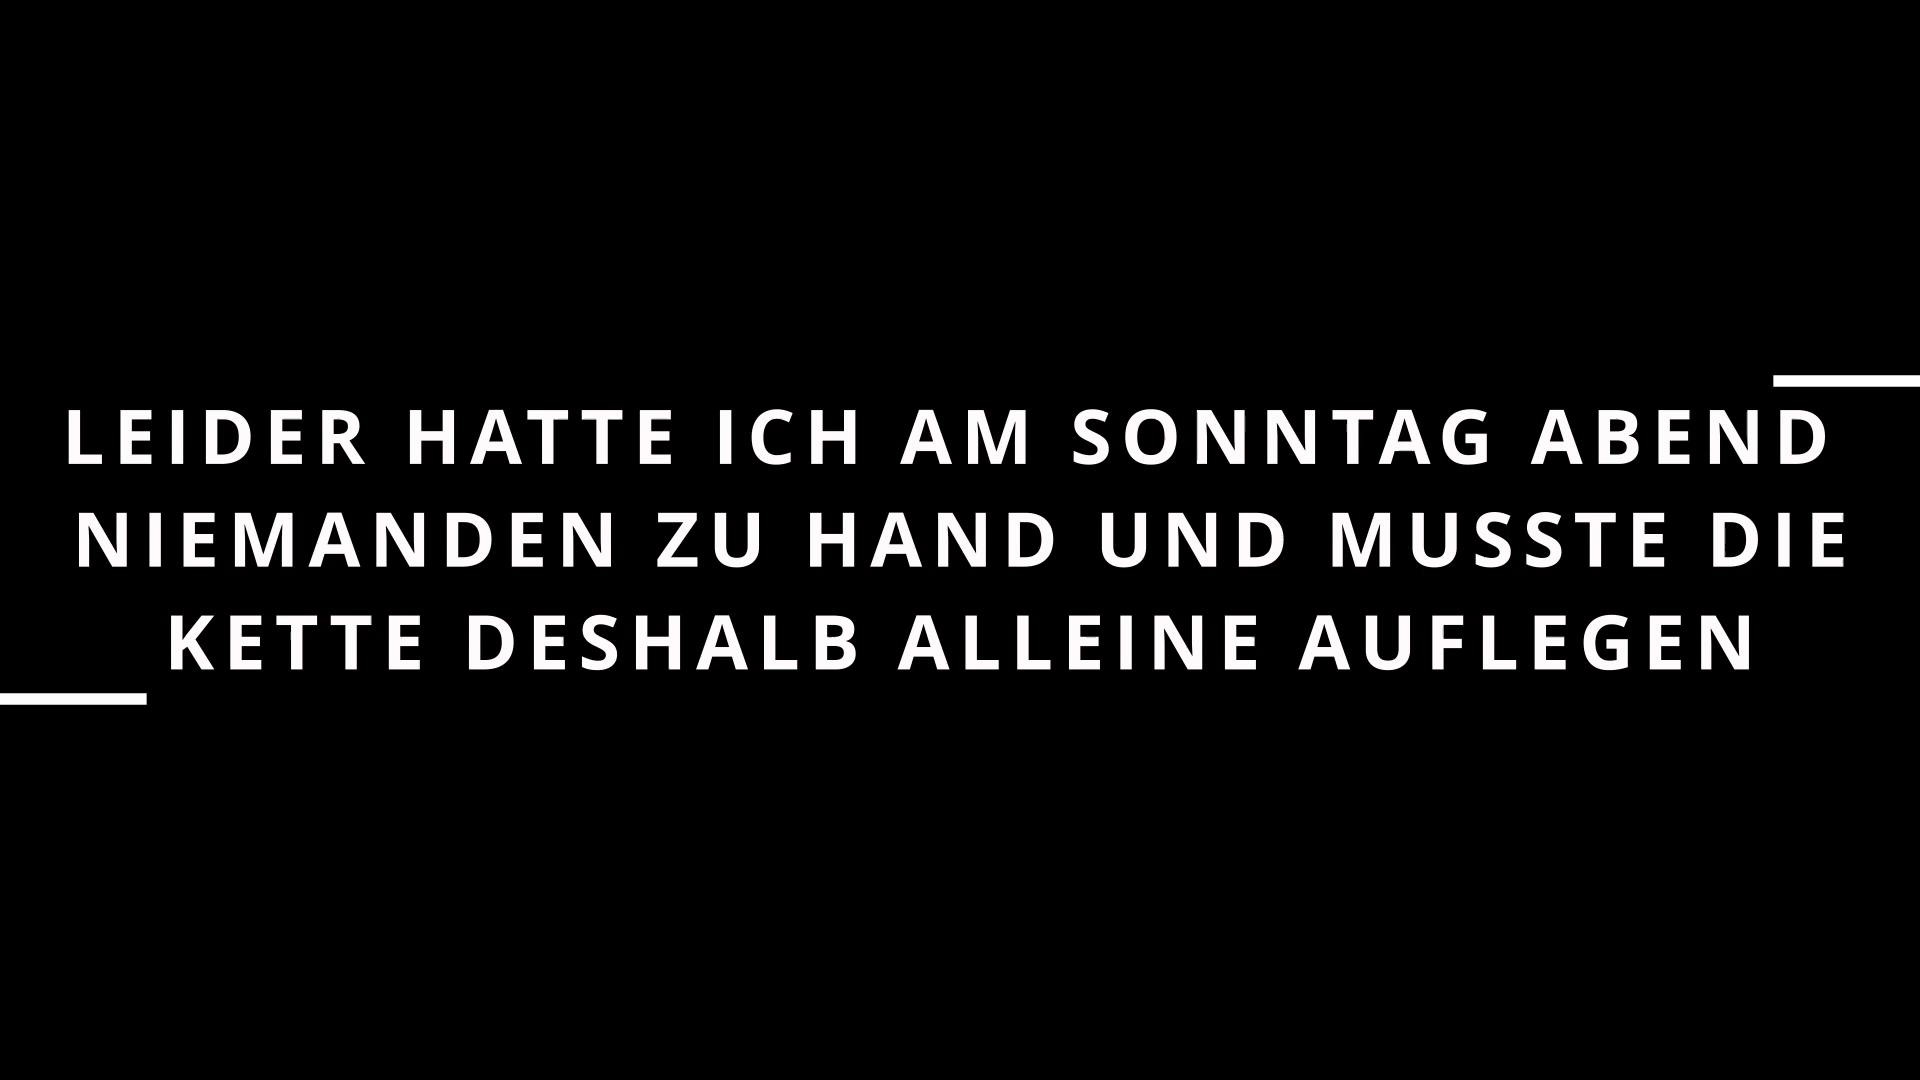 LEIDER HATTE ICH AM SONNTAG ABEND
NIEMANDEN ZU HAND UND MUSSTE DIE
KETTE DESHALB ALLEINE AUFLEGEN